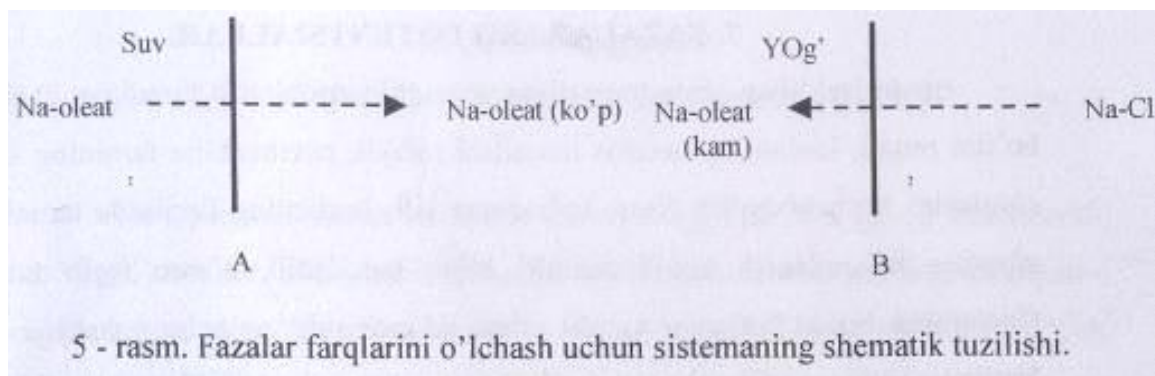 Suv
YOg⁺
Na-oleat
Na-oleat (ko’p)
Na-oleat
(kam)
Na-Cl
A
B
5 - rasm. Fazalar farqlarini o’lchash uchun sistemaning shematik tuzilishi.